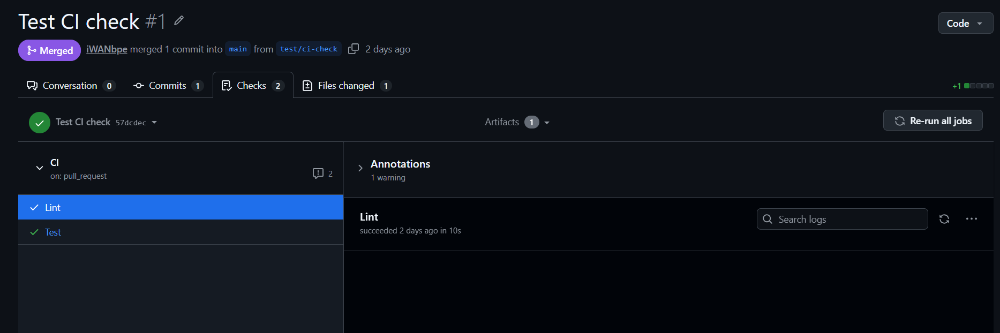 Test CI check #1
Code
Merged
iWANbpe merged 1 commit into main from test/ci-check 2 days ago
Conversation 0
Commits 1
Checks 2
Files changed 1
+1
Test CI check 57dcdec
Artifacts 1
Re-run all jobs
CI
on: pull_request
2
Annotations
1 warning
Lint
Test
Lint
succeeded 2 days ago in 10s
Search logs